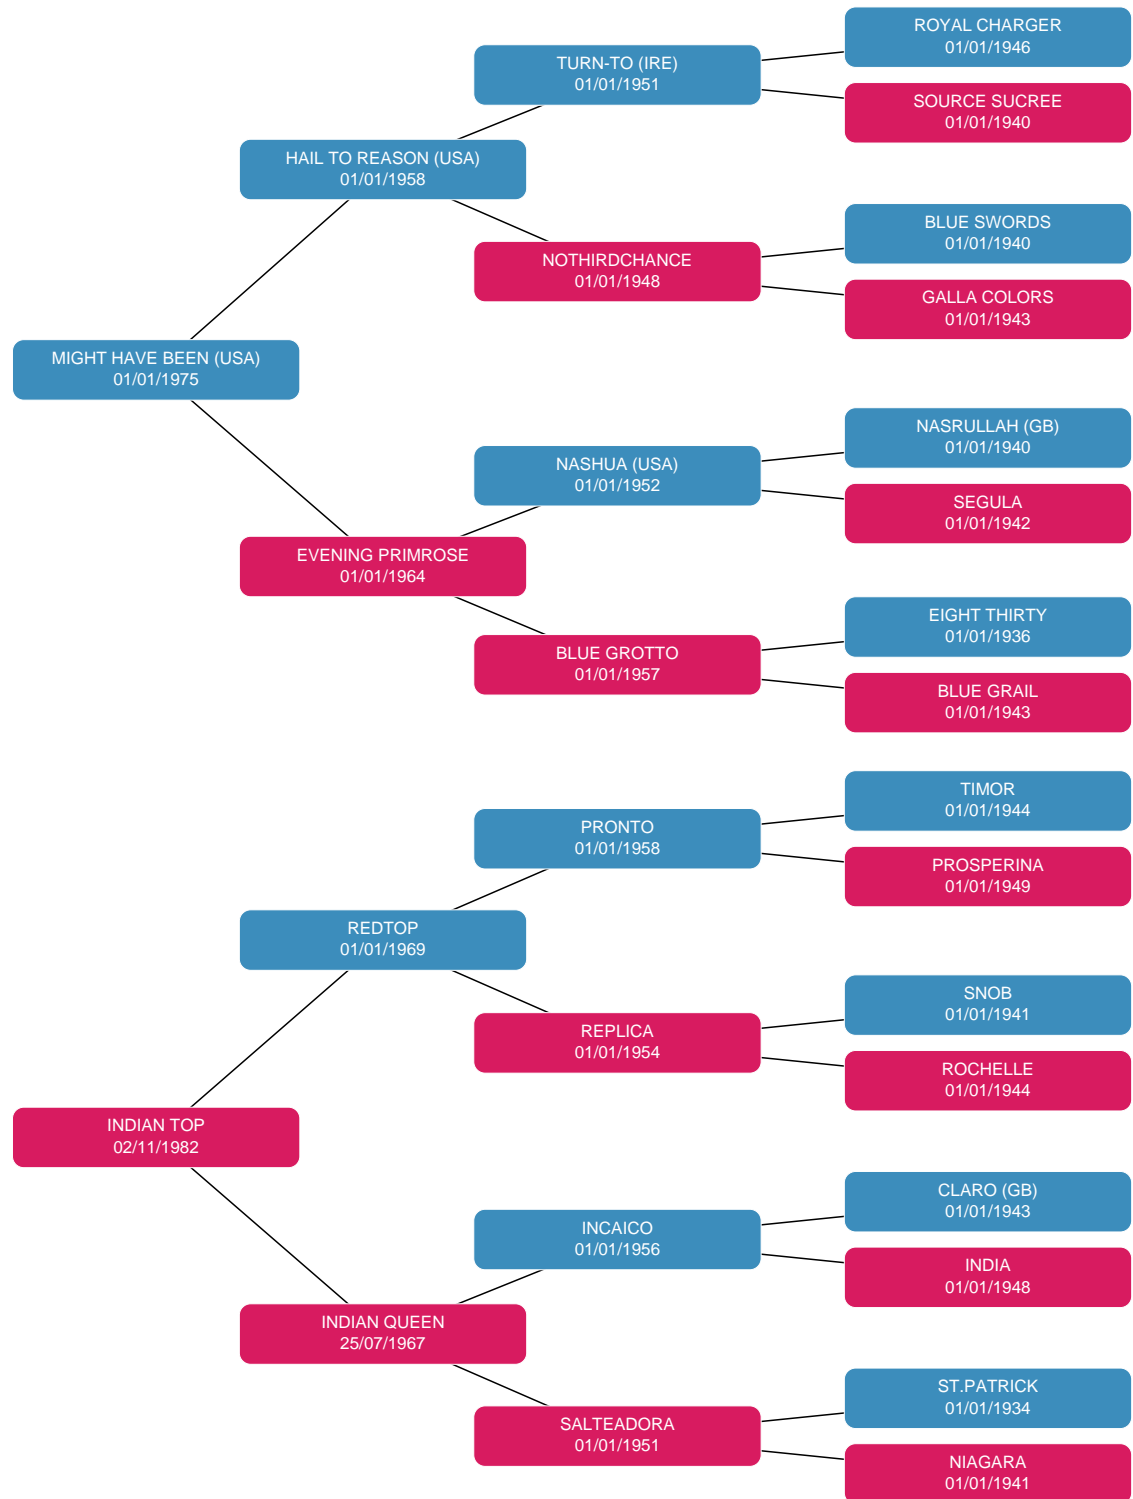 ROYAL CHARGER
01/01/1946
TURN-TO (IRE)
01/01/1951
SOURCE SUCREE
01/01/1940
HAIL TO REASON (USA)
01/01/1958
BLUE SWORDS
01/01/1940
NOTHIRDCHANCE
01/01/1948
GALLA COLORS
01/01/1943
MIGHT HAVE BEEN (USA)
01/01/1975
NASRULLAH (GB)
01/01/1940
NASHUA (USA)
01/01/1952
SEGULA
01/01/1942
EVENING PRIMROSE
01/01/1964
EIGHT THIRTY
01/01/1936
BLUE GROTTO
01/01/1957
BLUE GRAIL
01/01/1943
TIMOR
01/01/1944
PRONTO
01/01/1958
PROSPERINA
01/01/1949
REDTOP
01/01/1969
SNOB
01/01/1941
REPLICA
01/01/1954
ROCHELLE
01/01/1944
INDIAN TOP
02/11/1982
CLARO (GB)
01/01/1943
INCAICO
01/01/1956
INDIA
01/01/1948
INDIAN QUEEN
25/07/1967
ST.PATRICK
01/01/1934
SALTEADORA
01/01/1951
NIAGARA
01/01/1941